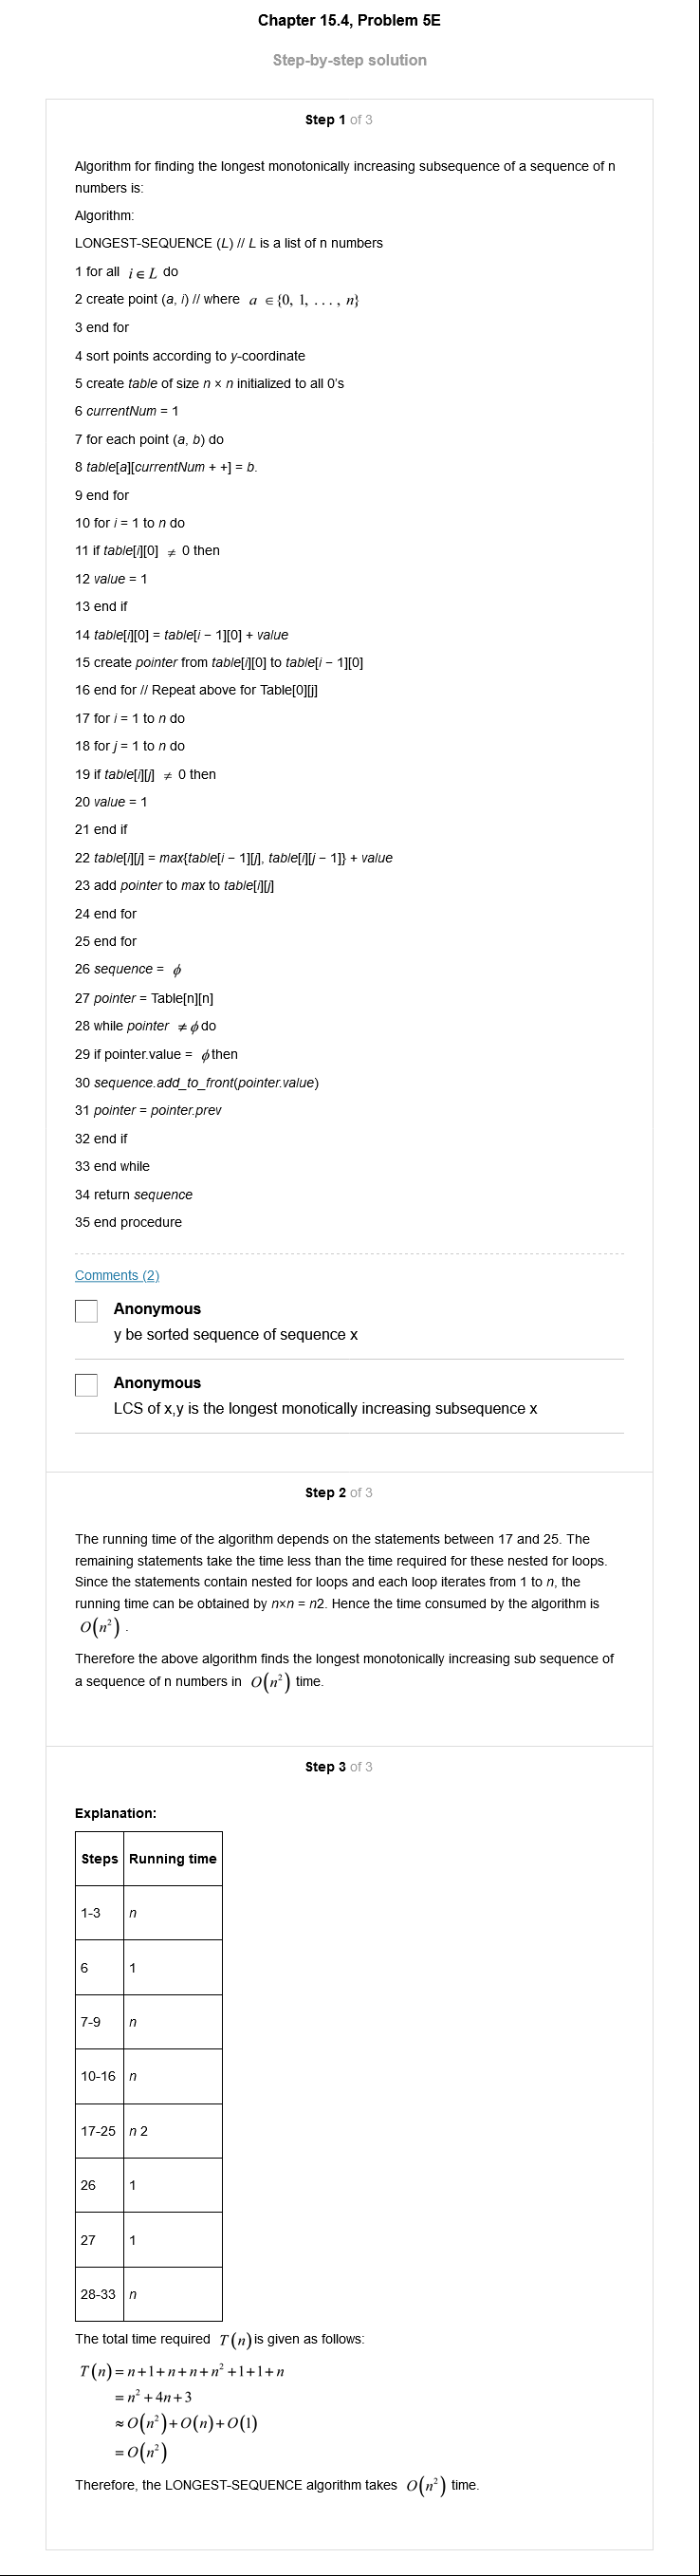 Chapter 15.4, Problem 5E
Step-by-step solution
Step 1 of 3
Algorithm for finding the longest monotonically increasing subsequence of a sequence of n
numbers is:
Algorithm:
LONGEST-SEQUENCE (L) // L is a list of n numbers
1 for all i ∈ L do
2 create point (a, i) // where a ∈ {0, 1, . . . , n}
3 end for
4 sort points according to y-coordinate
5 create table of size n × n initialized to all 0's
6 currentNum = 1
7 for each point (a, b) do
8 table[a][currentNum + +] = b.
9 end for
10 for i = 1 to n do
11 if table[i][0] ≠ 0 then
12 value = 1
13 end if
14 table[i][0] = table[i − 1][0] + value
15 create pointer from table[i][0] to table[i − 1][0]
16 end for // Repeat above for Table[0][j]
17 for i = 1 to n do
18 for j = 1 to n do
19 if table[i][j] ≠ 0 then
20 value = 1
21 end if
22 table[i][j] = max{table[i − 1][j], table[i][j − 1]} + value
23 add pointer to max to table[i][j]
24 end for
25 end for
26 sequence = ϕ
27 pointer = Table[n][n]
28 while pointer ≠ ϕ do
29 if pointer.value = ϕ then
30 sequence.add_to_front(pointer.value)
31 pointer = pointer.prev
32 end if
33 end while
34 return sequence
35 end procedure
Comments (2)
Anonymous
y be sorted sequence of sequence x
Anonymous
LCS of x,y is the longest monotically increasing subsequence x
Step 2 of 3
The running time of the algorithm depends on the statements between 17 and 25. The
remaining statements take the time less than the time required for these nested for loops.
Since the statements contain nested for loops and each loop iterates from 1 to n, the
running time can be obtained by n×n = n2. Hence the time consumed by the algorithm is
O(n²) .
Therefore the above algorithm finds the longest monotonically increasing sub sequence of
a sequence of n numbers in O(n²) time.
Step 3 of 3
Explanation:
Steps Running time
1-3 n
6 1
7-9 n
10-16 n
17-25 n 2
26 1
27 1
28-33 n
The total time required T(n) is given as follows:
T(n) = n+1+n+n+n²+1+1+n
= n²+4n+3
≈ O(n²)+O(n)+O(1)
= O(n²)
Therefore, the LONGEST-SEQUENCE algorithm takes O(n²) time.